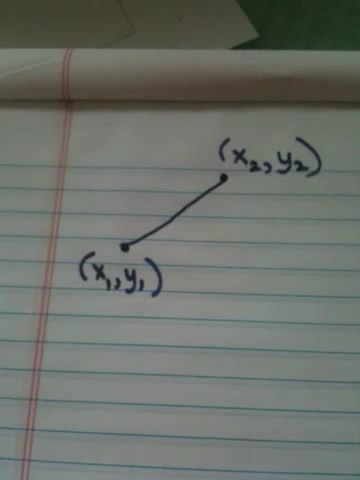 (x₂, y₂)
(x₁, y₁)